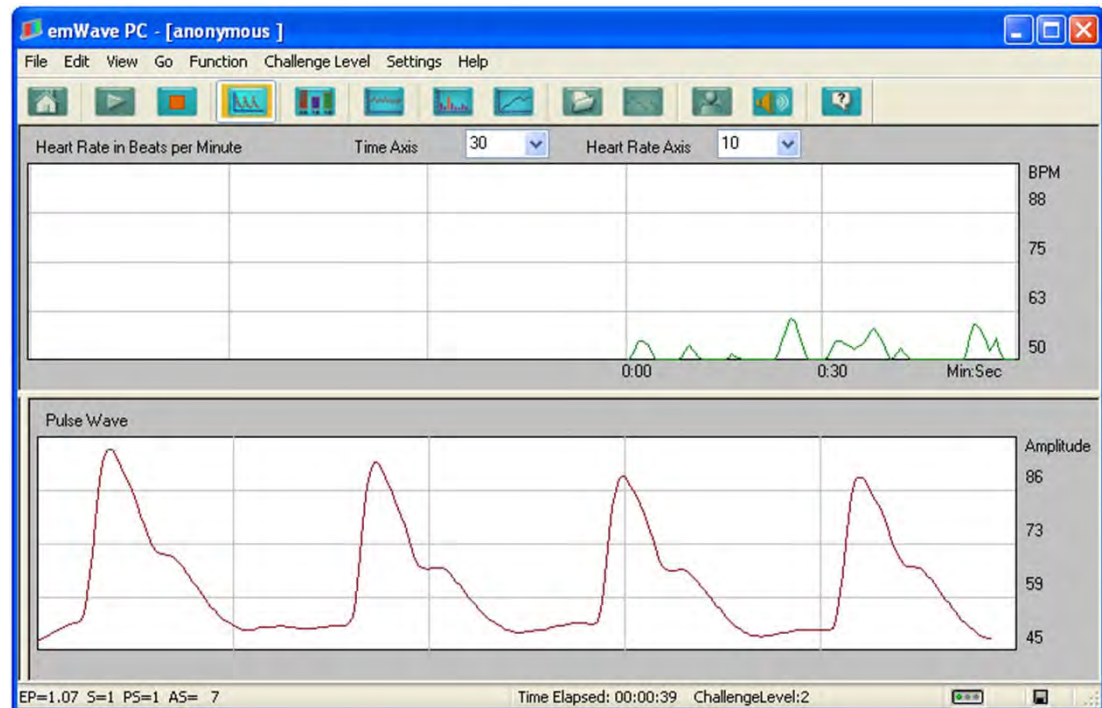 emWave PC - [anonymous ]
File Edit View Go Function Challenge Level Settings Help
Heart Rate in Beats per Minute Time Axis 30 Heart Rate Axis 10
BPM
88
75
63
50
0:00 0:30 Min:Sec
Pulse Wave
Amplitude
86
73
59
45
EP=1.07 S=1 PS=1 AS= 7 Time Elapsed: 00:00:39 ChallengeLevel:2